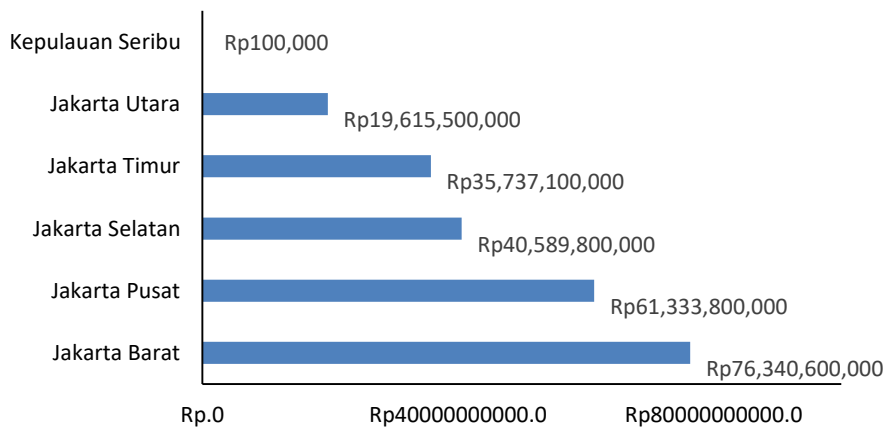 Kepulauan Seribu
Rp100,000
Jakarta Utara
Rp19,615,500,000
Jakarta Timur
Rp35,737,100,000
Jakarta Selatan
Rp40,589,800,000
Jakarta Pusat
Rp61,333,800,000
Jakarta Barat
Rp76,340,600,000
Rp.0 Rp40000000000.0 Rp80000000000.0